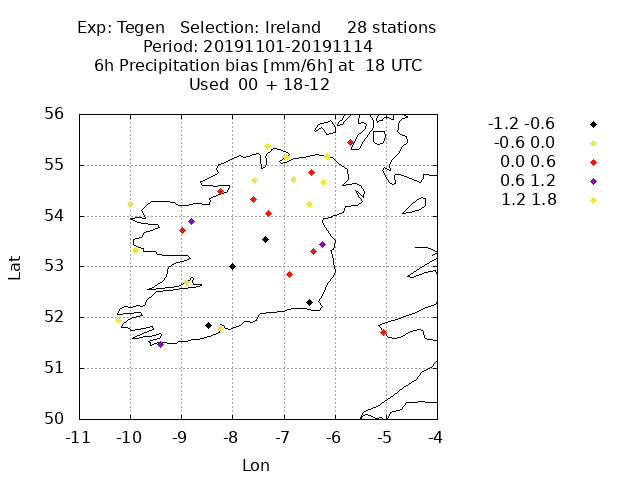 Exp: Tegen Selection: Ireland 28 stations
Period: 20191101-20191114
6h Precipitation bias [mm/6h] at 18 UTC
Used 00 + 18-12
56
55
54
53
52
51
50
-11 -10 -9 -8 -7 -6 -5 -4
Lat
Lon
-1.2 -0.6
-0.6 0.0
0.0 0.6
0.6 1.2
1.2 1.8